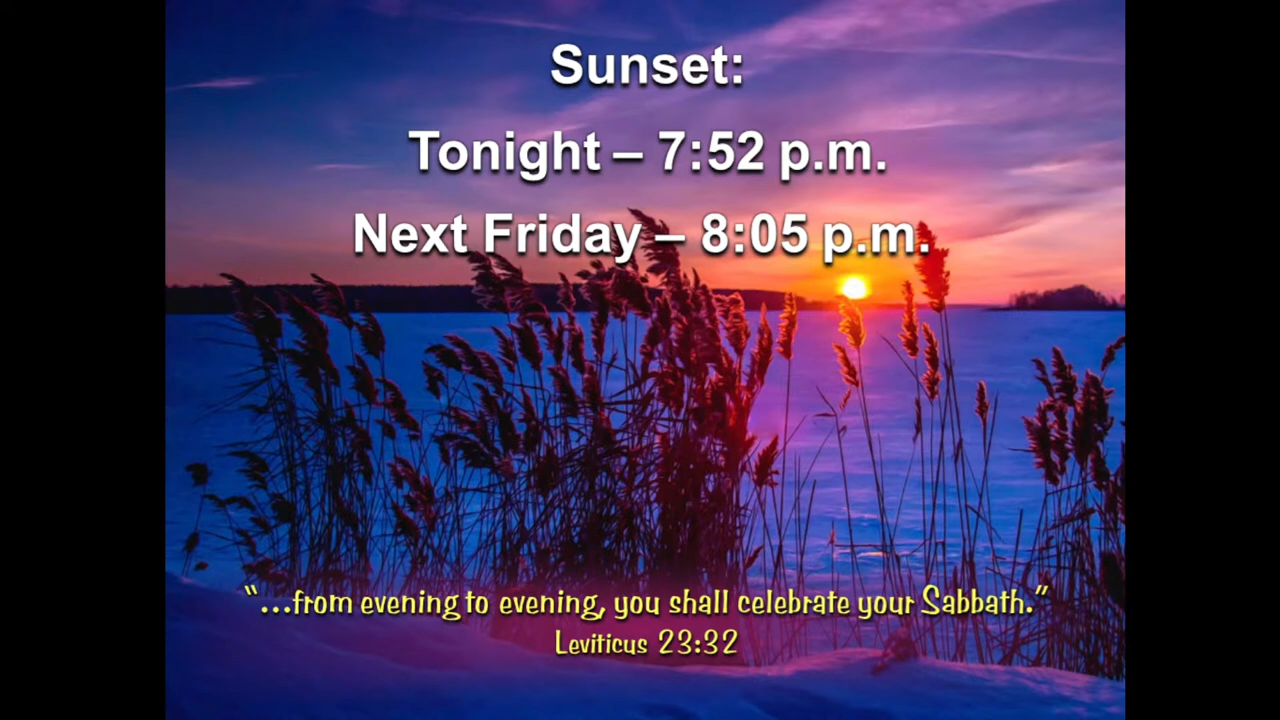 Sunset:
Tonight – 7:52 p.m.
Next Friday – 8:05 p.m.
“...from evening to evening, you shall celebrate your Sabbath.”
Leviticus 23:32